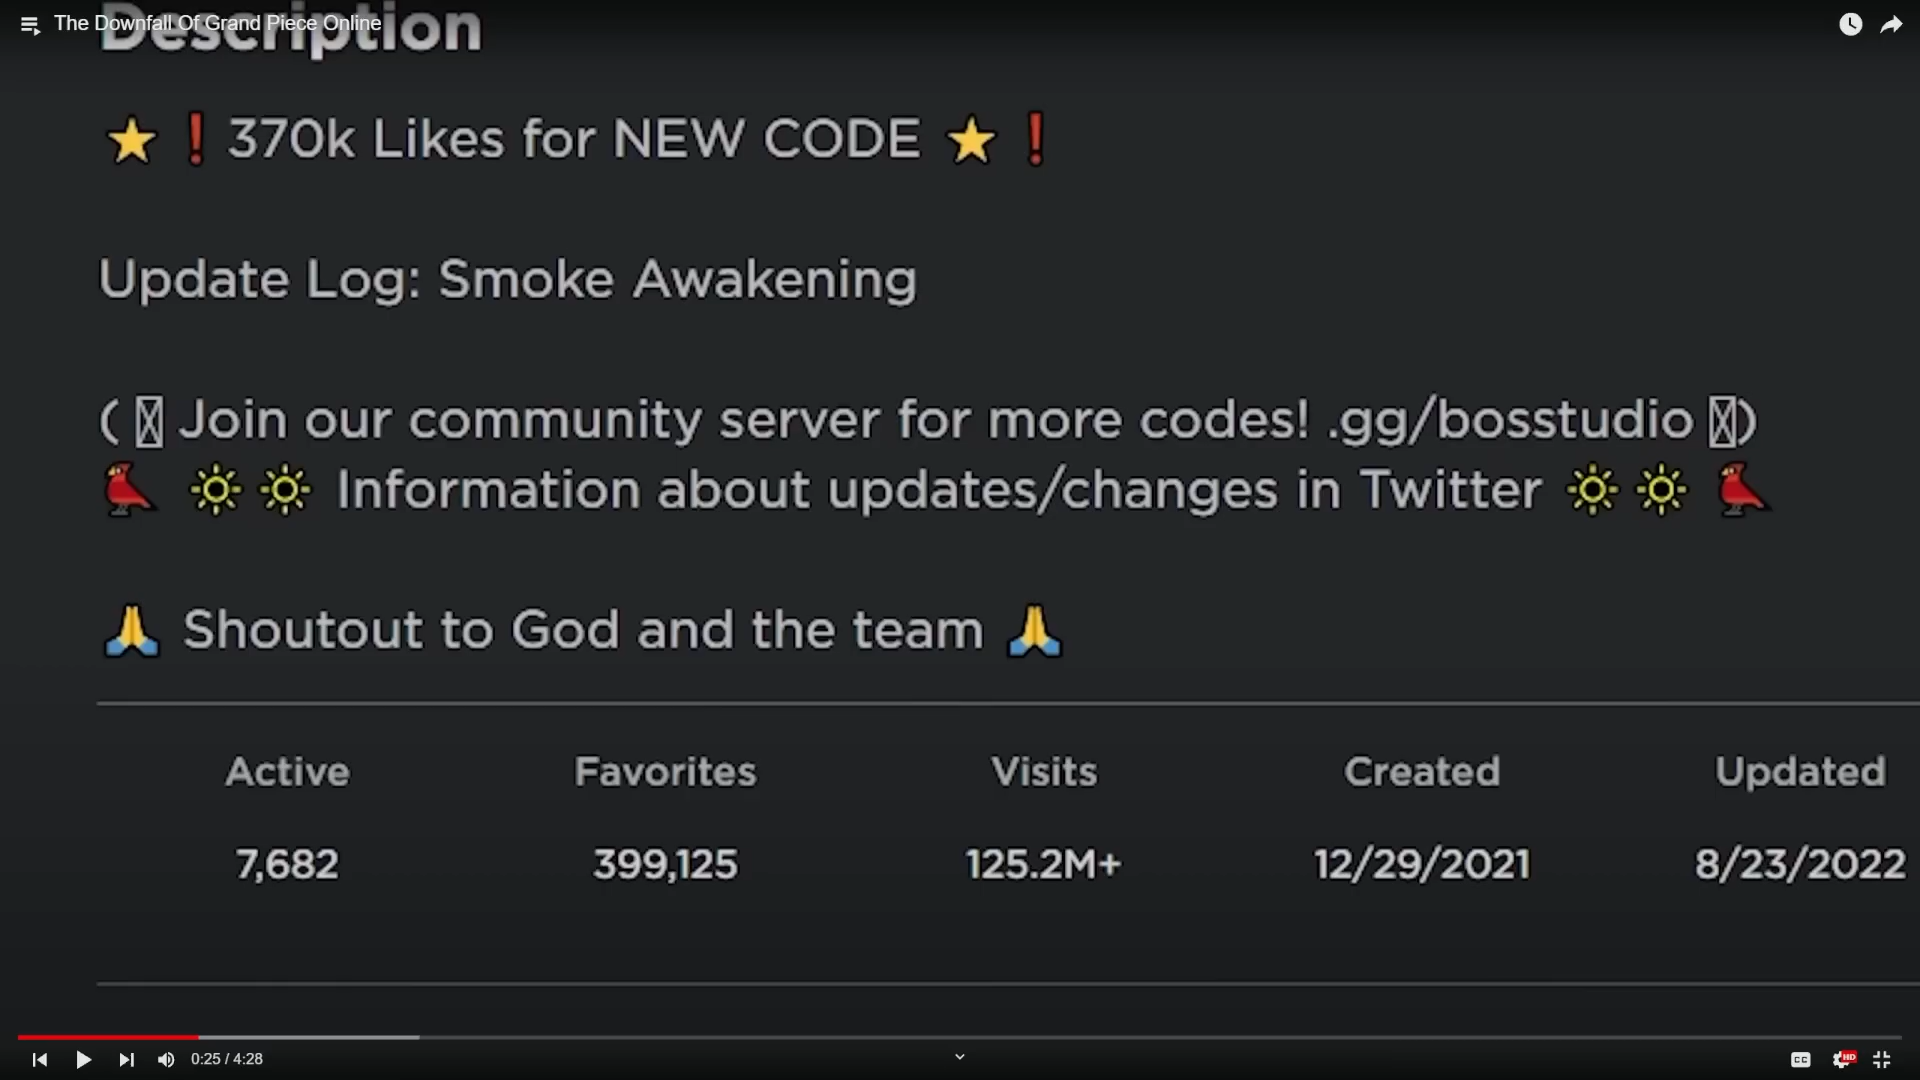 The Downfall Of Grand Piece Online
Description
⭐❗370k Likes for NEW CODE ⭐❗
Update Log: Smoke Awakening
( Join our community server for more codes! .gg/bosstudio )
Information about updates/changes in Twitter
🙏 Shoutout to God and the team 🙏
Active Favorites Visits Created Updated
7,682 399,125 125.2M+ 12/29/2021 8/23/2022
0:25 / 4:28
CC
HD